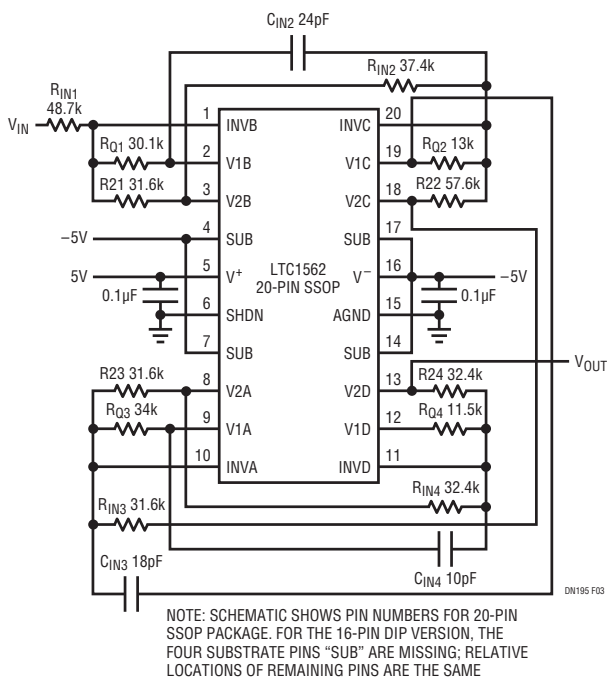 CIN2 24pF
RIN2 37.4k
RIN1
48.7k
VIN
1 INVB
INVC 20
RQ1 30.1k
2 V1B
V1C 19
RQ2 13k
R21 31.6k
3 V2B
V2C 18
R22 57.6k
–5V
4 SUB
SUB 17
LTC1562
20-PIN SSOP
5V
5 V+
V– 16
–5V
0.1µF
6 SHDN
AGND 15
0.1µF
7 SUB
SUB 14
VOUT
R23 31.6k
8 V2A
V2D 13
R24 32.4k
RQ3 34k
9 V1A
V1D 12
RQ4 11.5k
10 INVA
INVD 11
RIN3 31.6k
RIN4 32.4k
CIN3 18pF
CIN4 10pF
DN195 F03
NOTE: SCHEMATIC SHOWS PIN NUMBERS FOR 20-PIN
SSOP PACKAGE. FOR THE 16-PIN DIP VERSION, THE
FOUR SUBSTRATE PINS “SUB” ARE MISSING; RELATIVE
LOCATIONS OF REMAINING PINS ARE THE SAME